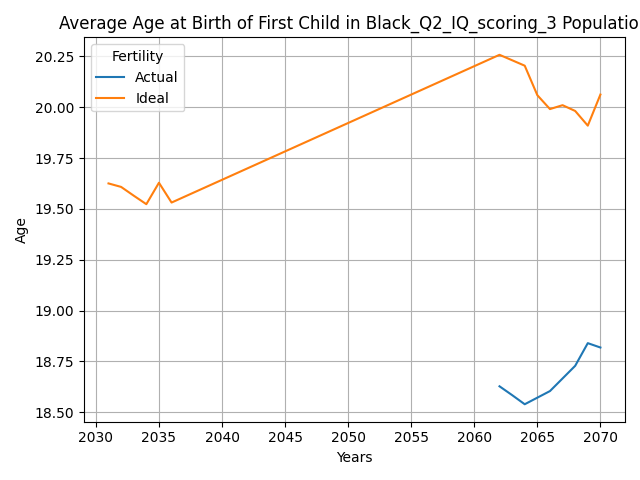 Average Age at Birth of First Child in Black_Q2_IQ_scoring_3 Populatio
Fertility
Actual
Ideal
20.25
20.00
19.75
19.50
19.25
19.00
18.75
18.50
Age
2030 2035 2040 2045 2050 2055 2060 2065 2070
Years